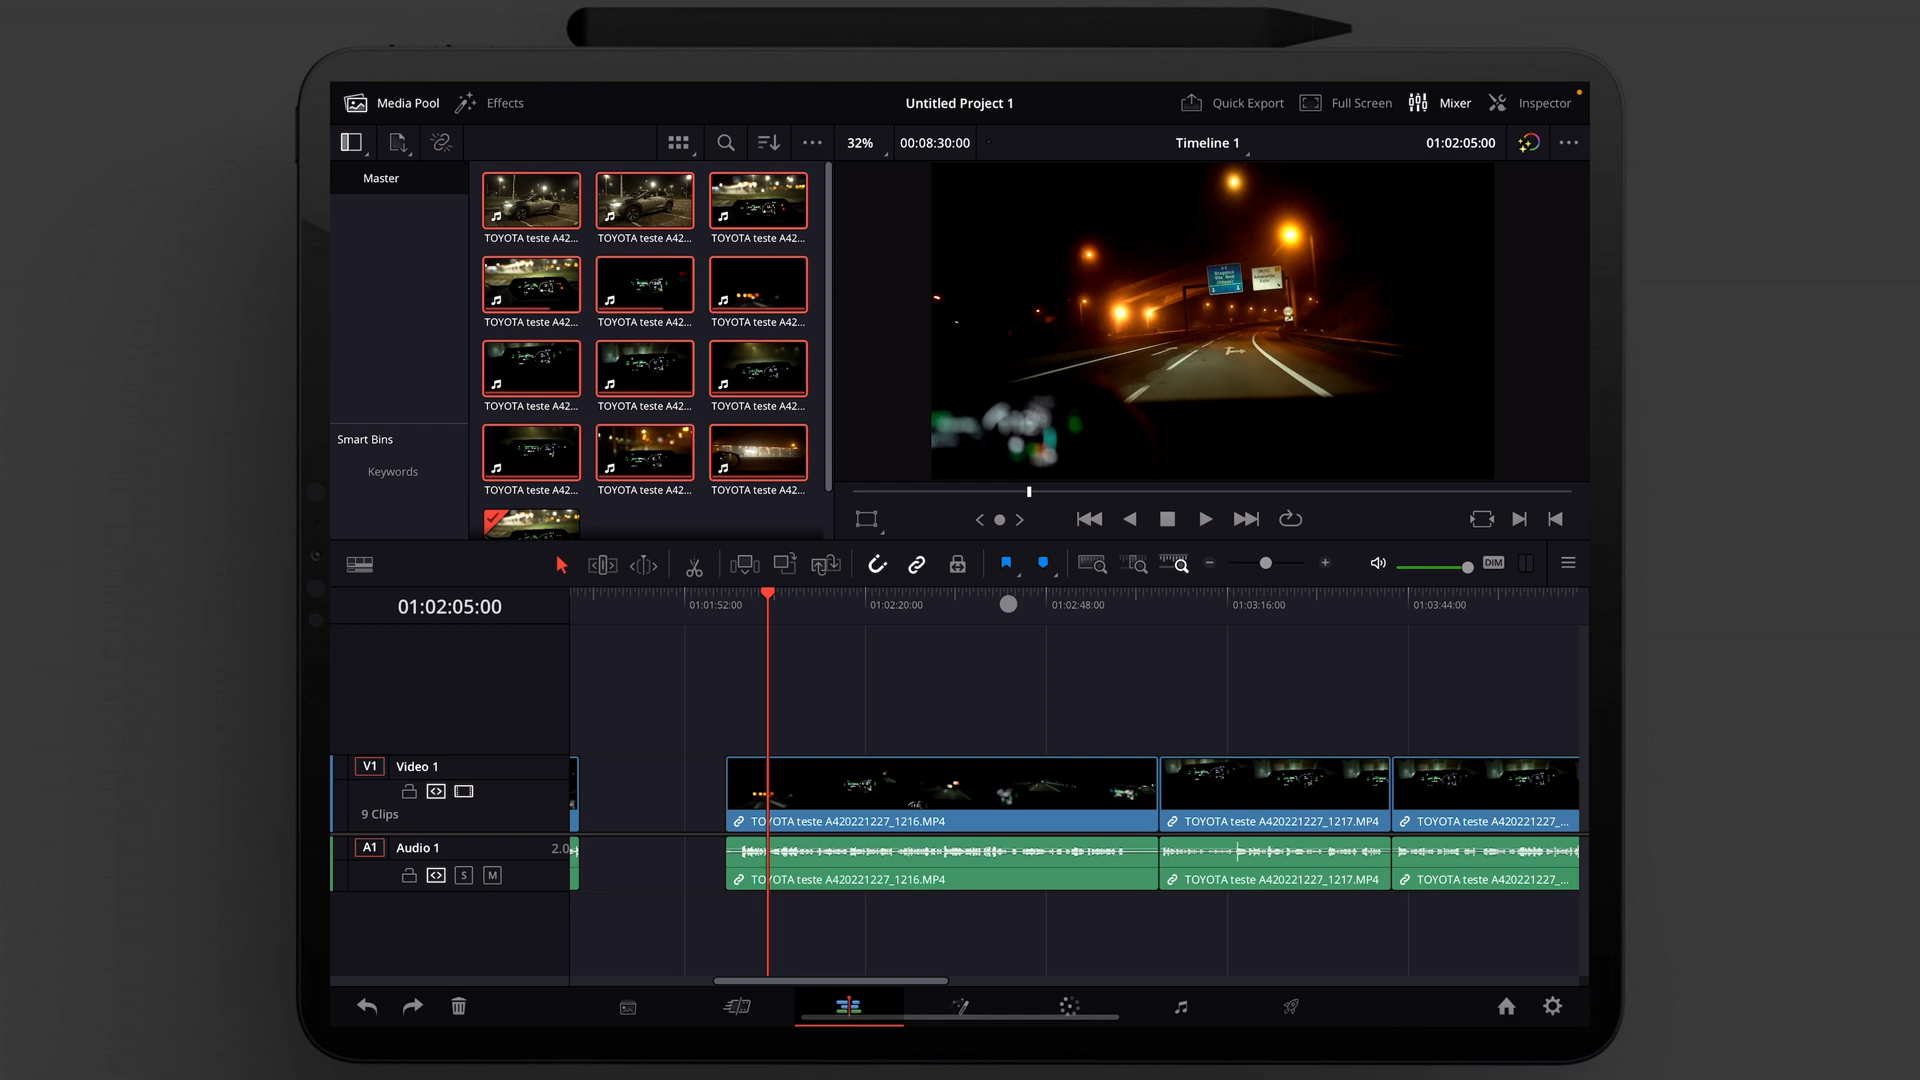 Media Pool
Effects
Untitled Project 1
Quick Export
Full Screen
Mixer
Inspector
32%
00:08:30:00
Timeline 1
01:02:05:00
Master
TOYOTA teste A42...
TOYOTA teste A42...
TOYOTA teste A42...
TOYOTA teste A42...
TOYOTA teste A42...
TOYOTA teste A42...
TOYOTA teste A42...
TOYOTA teste A42...
TOYOTA teste A42...
TOYOTA teste A42...
TOYOTA teste A42...
TOYOTA teste A42...
Smart Bins
Keywords
DIM
01:02:05:00
01:01:52:00
01:02:20:00
01:02:48:00
01:03:16:00
01:03:44:00
V1
Video 1
9 Clips
TOYOTA teste A420221227_1216.MP4
TOYOTA teste A420221227_1217.MP4
TOYOTA teste A420221227_...
A1
Audio 1
2.0
S
M
TOYOTA teste A420221227_1216.MP4
TOYOTA teste A420221227_1217.MP4
TOYOTA teste A420221227_...